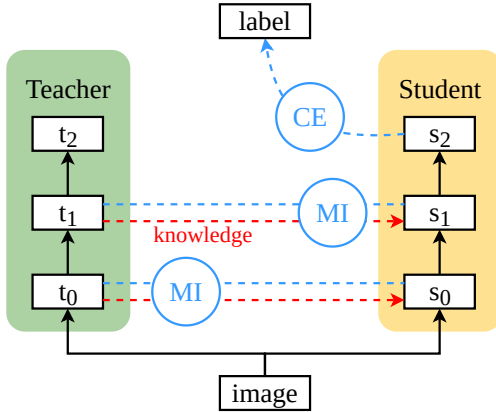 label
Teacher
CE
Student
t2
s2
t1
MI
s1
knowledge
t0
MI
s0
image